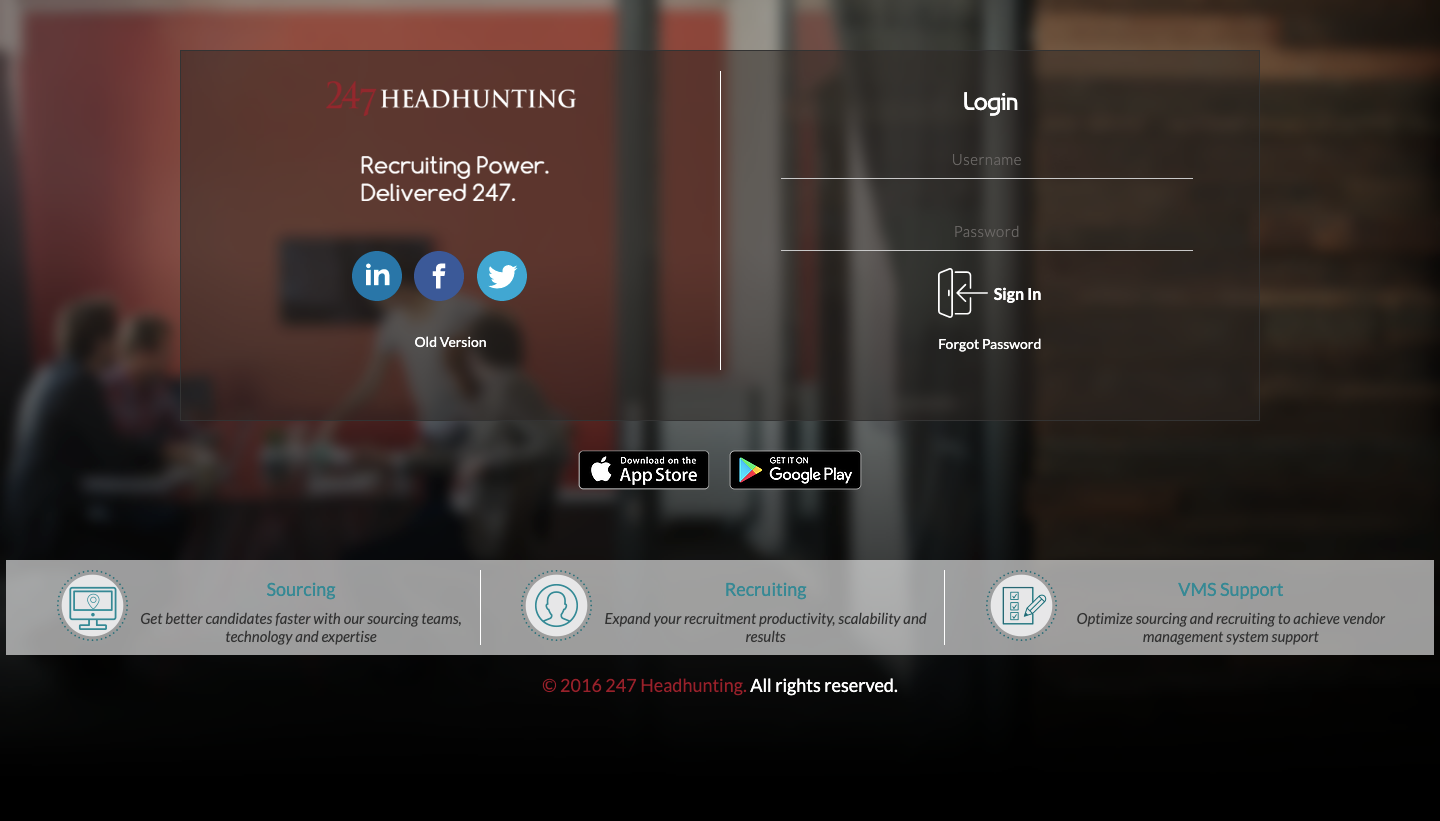 247 HEADHUNTING
Recruiting Power.
Delivered 247.
in
f
Old Version
Login
Username
Password
Sign In
Forgot Password
Download on the
App Store
GET IT ON
Google Play
Sourcing
Get better candidates faster with our sourcing teams,
technology and expertise
Recruiting
Expand your recruitment productivity, scalability and
results
VMS Support
Optimize sourcing and recruiting to achieve vendor
management system support
© 2016 247 Headhunting. All rights reserved.